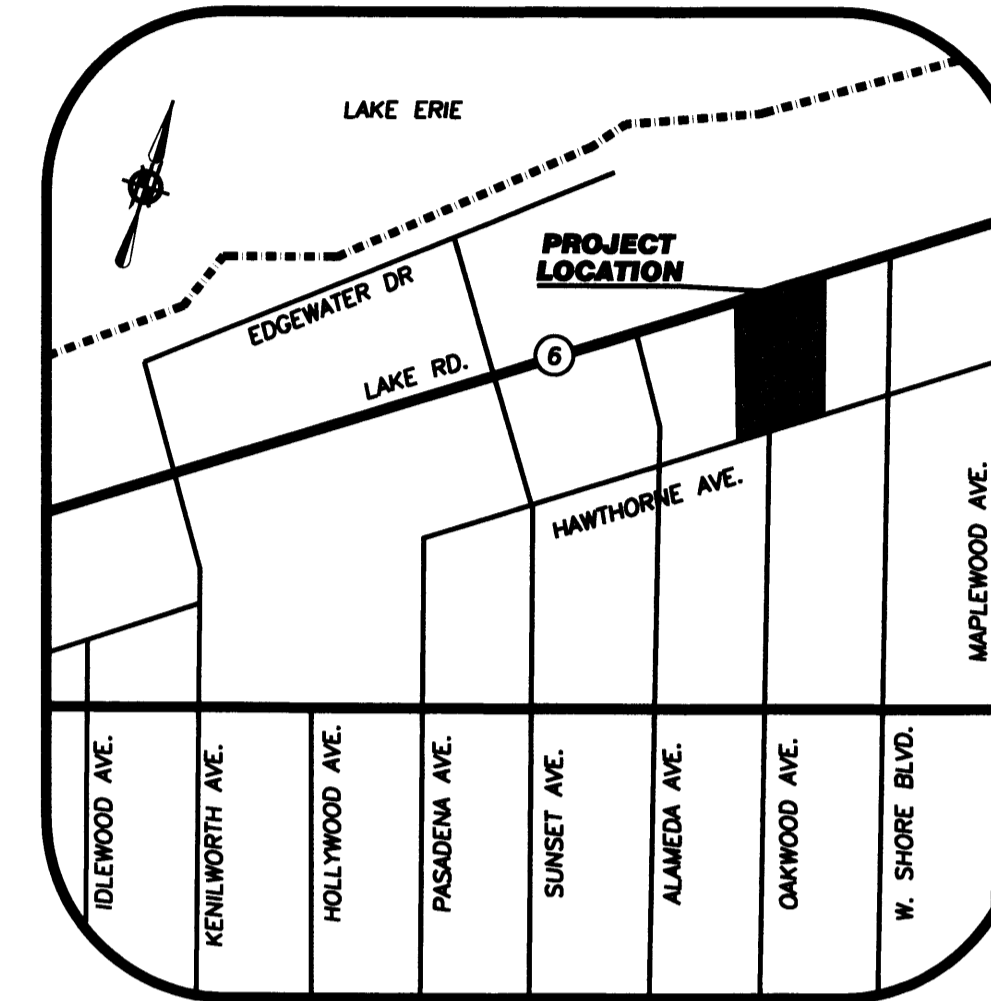 LAKE ERIE
PROJECT
LOCATION
EDGEWATER DR
LAKE RD.
6
HAWTHORNE AVE.
MAPLEWOOD AVE.
IDLEWOOD AVE.
KENILWORTH AVE.
HOLLYWOOD AVE.
PASADENA AVE.
SUNSET AVE.
ALAMEDA AVE.
OAKWOOD AVE.
W. SHORE BLVD.